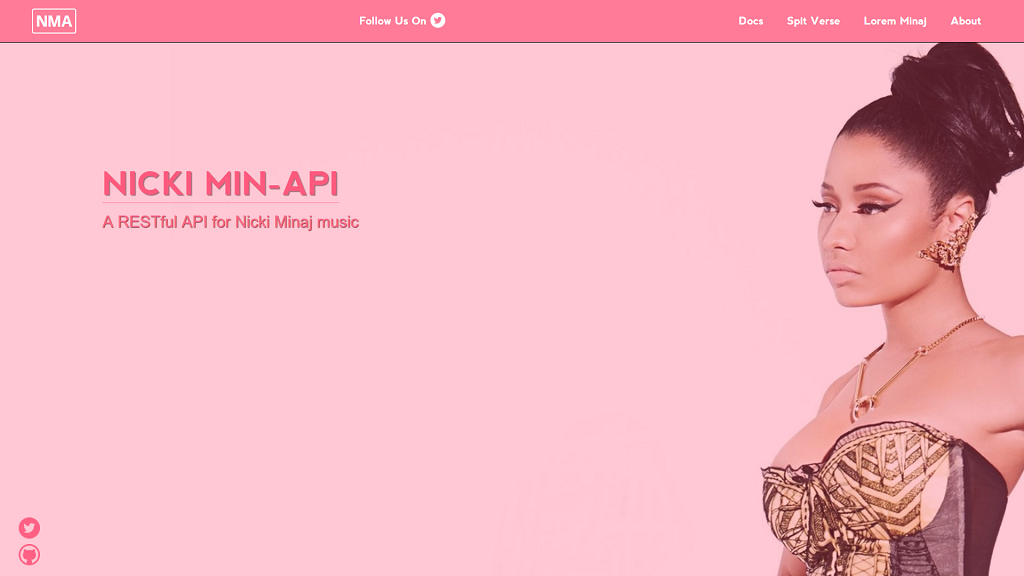 NMA
Follow Us On
Docs
Spit Verse
Lorem Minaj
About
NICKI MIN-API
A RESTful API for Nicki Minaj music